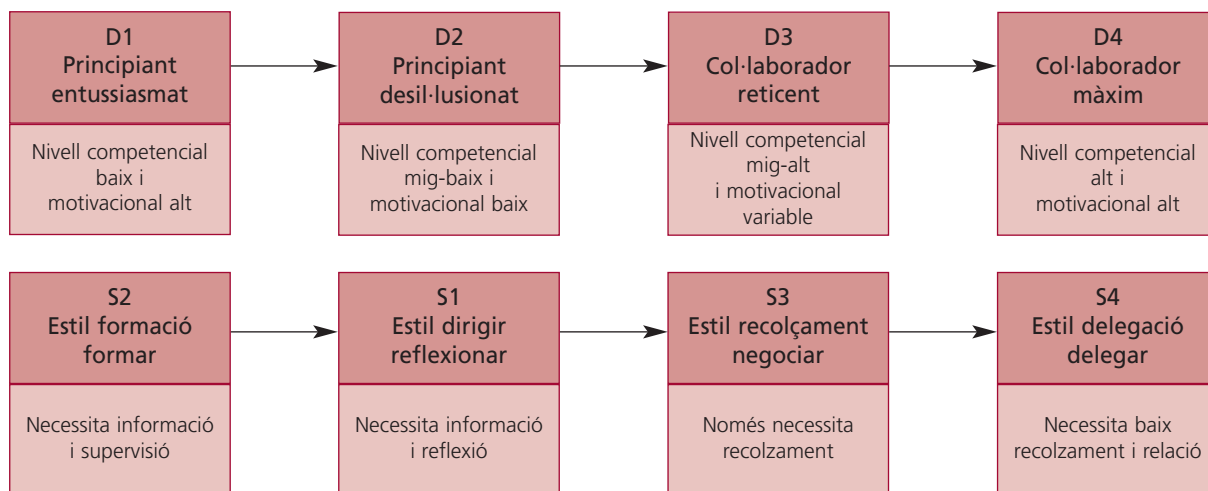 D1
Principiant
entussiasmat
Nivell competencial
baix i
motivacional alt
D2
Principiant
desil·lusionat
Nivell competencial
mig-baix i
motivacional baix
D3
Col·laborador
reticent
Nivell competencial
mig-alt
i motivacional
variable
D4
Col·laborador
màxim
Nivell competencial
alt i
motivacional alt
S2
Estil formació
formar
Necessita informació
i supervisió
S1
Estil dirigir
reflexionar
Necessita informació
i reflexió
S3
Estil recolçament
negociar
Només necessita
recolzament
S4
Estil delegació
delegar
Necessita baix
recolzament i relació